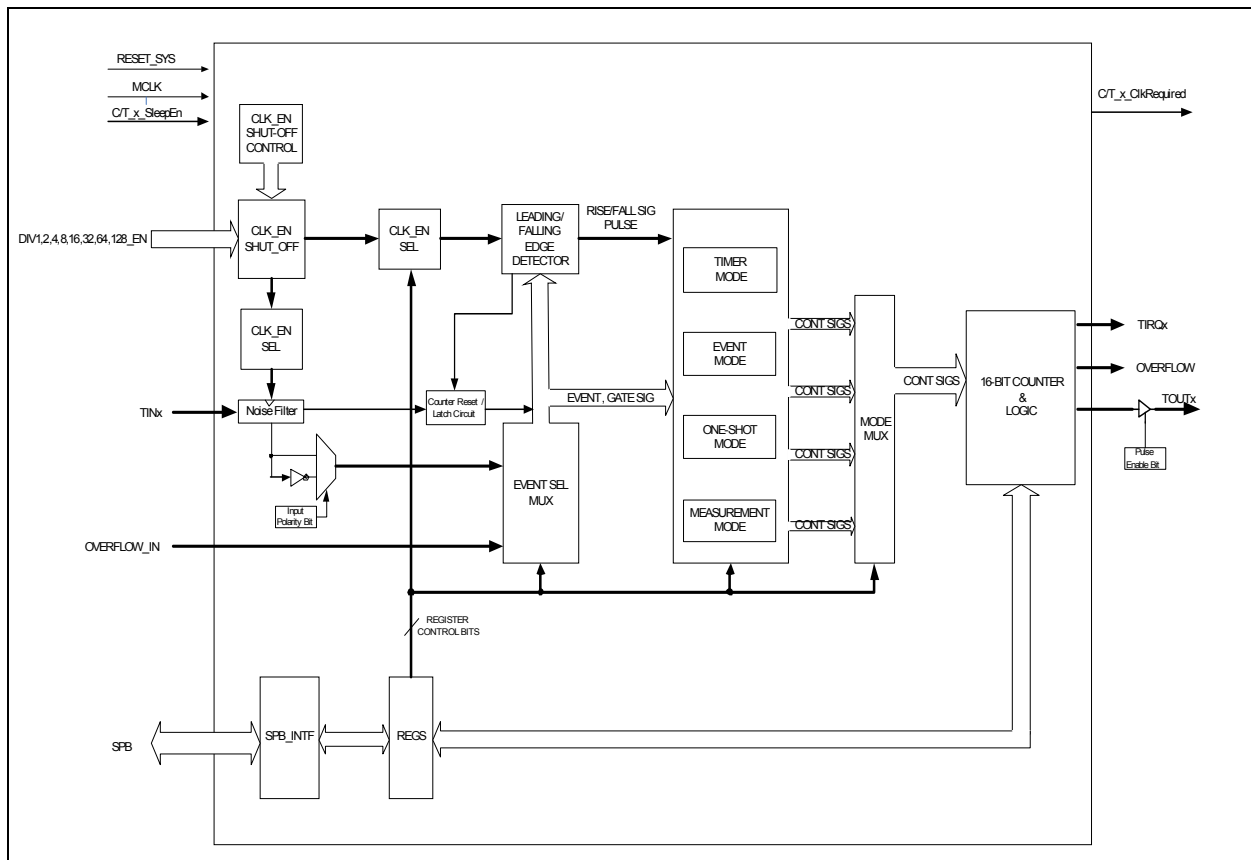 RESET_SYS
MCLK
C/T_x_SleepEn
C/T_x_ClkRequired
CLK_EN
SHUT-OFF
CONTROL
DIV1,2,4,8,16,32,64,128_EN
CLK_EN
SHUT_OFF
CLK_EN
SEL
LEADING/
FALLING
EDGE
DETECTOR
RISE/FALL SIG
PULSE
TIMER
MODE
CLK_EN
SEL
CONT SIGS
EVENT
MODE
CONT SIGS
ONE-SHOT
MODE
CONT SIGS
MEASUREMENT
MODE
CONT SIGS
MODE
MUX
CONT SIGS
16-BIT COUNTER
&
LOGIC
TIRQx
OVERFLOW
TOUTx
Pulse
Enable Bit
TINx
Noise Filter
Counter Reset /
Latch Circuit
EVENT, GATE SIG
EVENT SEL
MUX
Input
Polarity Bit
OVERFLOW_IN
REGISTER
CONTROL BITS
SPB
SPB_INTF
REGS